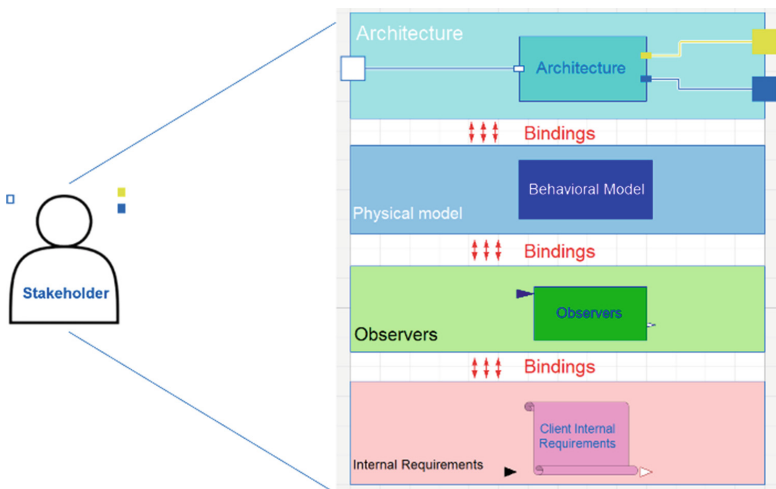 Architecture
Architecture
Bindings
Behavioral Model
Physical model
Bindings
Stakeholder
Observers
Observers
Bindings
Client Internal
Requirements
Internal Requirements